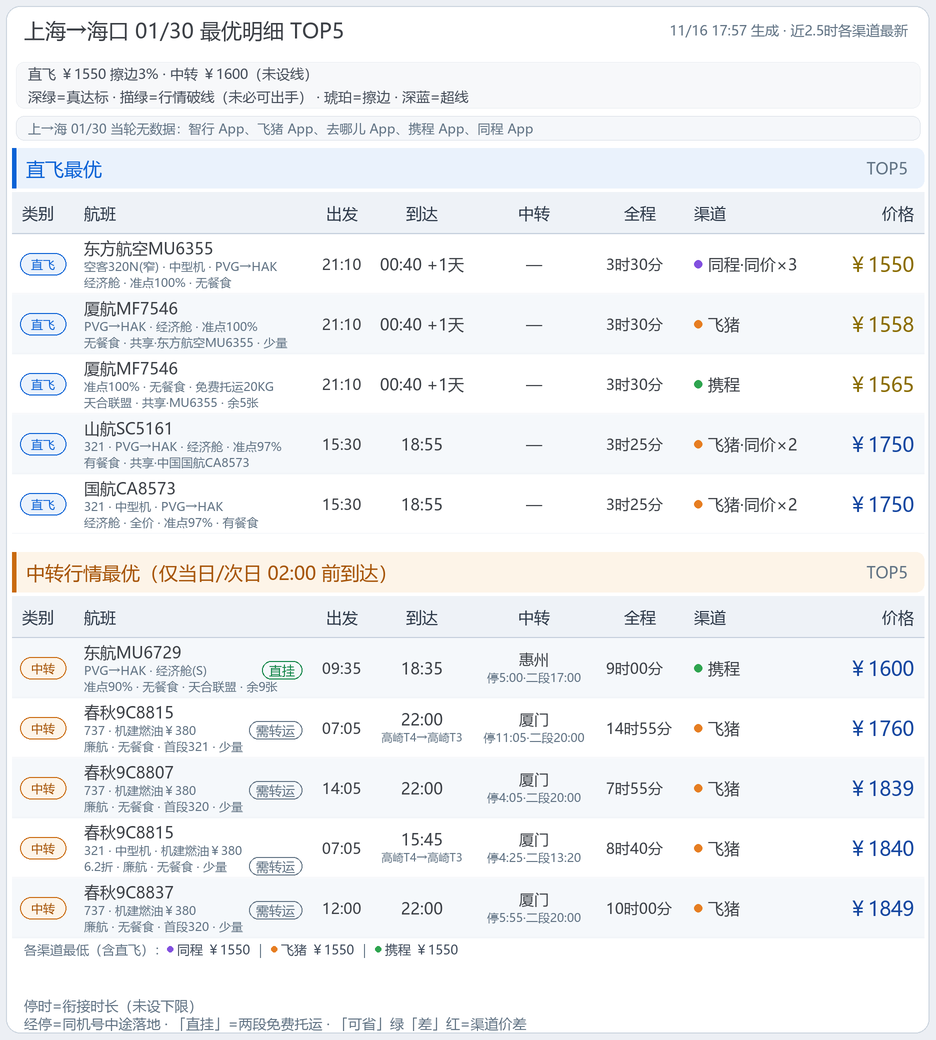 上海→海口 01/30 最优明细 TOP5
11/16 17:57 生成 · 近2.5时各渠道最新
直飞 ￥1550 擦边3% · 中转 ￥1600（未设线）
深绿=真达标 · 描绿=行情破线（未必可出手） · 琥珀=擦边 · 深蓝=超线
上→海 01/30 当轮无数据：智行 App、飞猪 App、去哪儿 App、携程 App、同程 App
直飞最优
TOP5
类别 航班 出发 到达 中转 全程 渠道 价格
直飞
东方航空MU6355
空客320N(窄) · 中型机 · PVG→HAK
经济舱 · 准点100% · 无餐食
21:10 00:40 +1天 — 3时30分 同程·同价×3 ￥1550
直飞
厦航MF7546
PVG→HAK · 经济舱 · 准点100%
无餐食 · 共享·东方航空MU6355 · 少量
21:10 00:40 +1天 — 3时30分 飞猪 ￥1558
直飞
厦航MF7546
准点100% · 无餐食 · 免费托运20KG
天合联盟 · 共享·MU6355 · 余5张
21:10 00:40 +1天 — 3时30分 携程 ￥1565
直飞
山航SC5161
321 · PVG→HAK · 经济舱 · 准点97%
有餐食 · 共享·中国国航CA8573
15:30 18:55 — 3时25分 飞猪·同价×2 ￥1750
直飞
国航CA8573
321 · 中型机 · PVG→HAK
经济舱 · 全价 · 准点97% · 有餐食
15:30 18:55 — 3时25分 飞猪·同价×2 ￥1750
中转行情最优（仅当日/次日 02:00 前到达）
TOP5
类别 航班 出发 到达 中转 全程 渠道 价格
中转
东航MU6729
PVG→HAK · 经济舱(S)
准点90% · 无餐食 · 天合联盟 · 余9张
直挂
09:35 18:35
惠州
停5:00·二段17:00
9时00分 携程 ￥1600
中转
春秋9C8815
737 · 机建燃油￥380
廉航 · 无餐食 · 首段321 · 少量
需转运
07:05
22:00
高崎T4→高崎T3
厦门
停11:05·二段20:00
14时55分 飞猪 ￥1760
中转
春秋9C8807
737 · 机建燃油￥380
廉航 · 无餐食 · 首段320 · 少量
需转运
14:05 22:00
厦门
停4:05·二段20:00
7时55分 飞猪 ￥1839
中转
春秋9C8815
321 · 中型机 · 机建燃油￥380
6.2折 · 廉航 · 无餐食 · 少量
需转运
07:05
15:45
高崎T4→高崎T3
厦门
停4:25·二段13:20
8时40分 飞猪 ￥1840
中转
春秋9C8837
737 · 机建燃油￥380
廉航 · 无餐食 · 首段320 · 少量
需转运
12:00 22:00
厦门
停5:55·二段20:00
10时00分 飞猪 ￥1849
各渠道最低（含直飞）: 同程 ￥1550 | 飞猪 ￥1550 | 携程 ￥1550
停时=衔接时长（未设下限）
经停=同机号中途落地 · 「直挂」=两段免费托运 · 「可省」绿「差」红=渠道价差